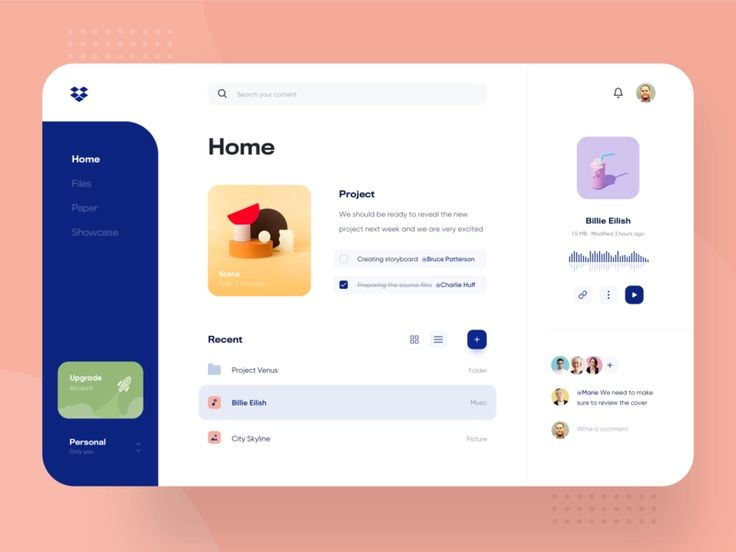 Search your content
Home
Files
Paper
Showcase
Upgrade
Account
Personal
Only you
Home
Scene
Project
We should be ready to reveal the new
project next week and we are very excited
Creating storyboard @Bruce Patterson
Preparing the source files @Charlie Huff
Recent
+
Project Venus Folder
Billie Eilish Music
City Skyline Picture
Billie Eilish
1.5 MB · Modified 3 hours ago
+
@Marie We need to make
sure to review the cover
Write a comment